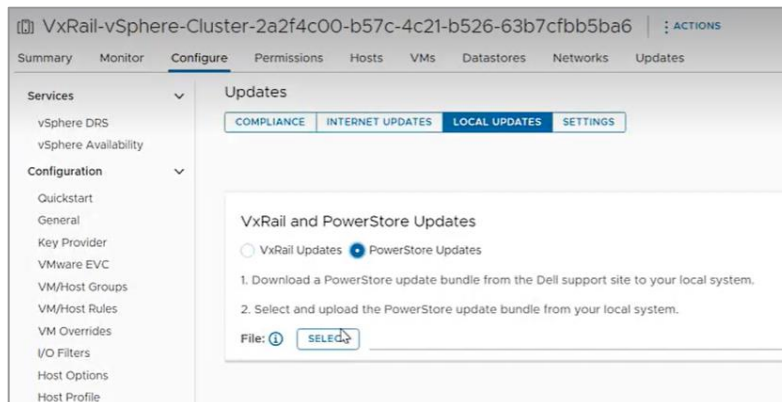 VxRail-vSphere-Cluster-2a2f4c00-b57c-4c21-b526-63b7cfbb5ba6 ACTIONS
Summary Monitor Configure Permissions Hosts VMs Datastores Networks Updates
Services
vSphere DRS
vSphere Availability
Configuration
Quickstart
General
Key Provider
VMware EVC
VM/Host Groups
VM/Host Rules
VM Overrides
I/O Filters
Host Options
Host Profile
Updates
COMPLIANCE INTERNET UPDATES LOCAL UPDATES SETTINGS
VxRail and PowerStore Updates
VxRail Updates PowerStore Updates
1. Download a PowerStore update bundle from the Dell support site to your local system.
2. Select and upload the PowerStore update bundle from your local system.
File: SELECT